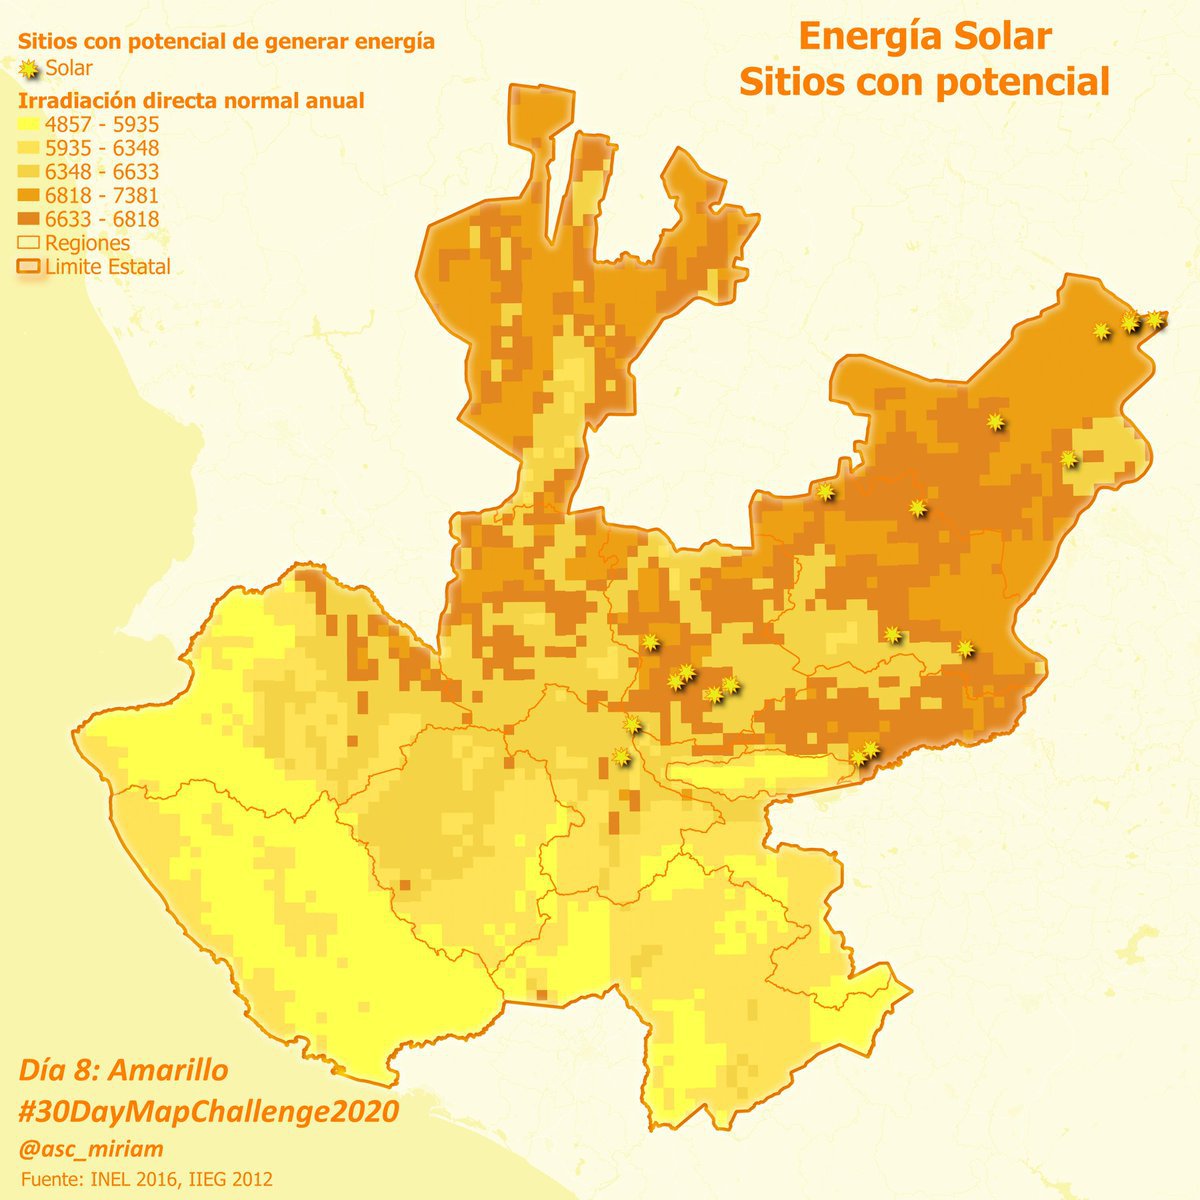 Sitios con potencial de generar energía
Solar
Irradiación directa normal anual
4857 - 5935
5935 - 6348
6348 - 6633
6818 - 7381
6633 - 6818
Regiones
Limite Estatal
Energía Solar
Sitios con potencial
Día 8: Amarillo
#30DayMapChallenge2020
@asc_miriam
Fuente: INEL 2016, IIEG 2012